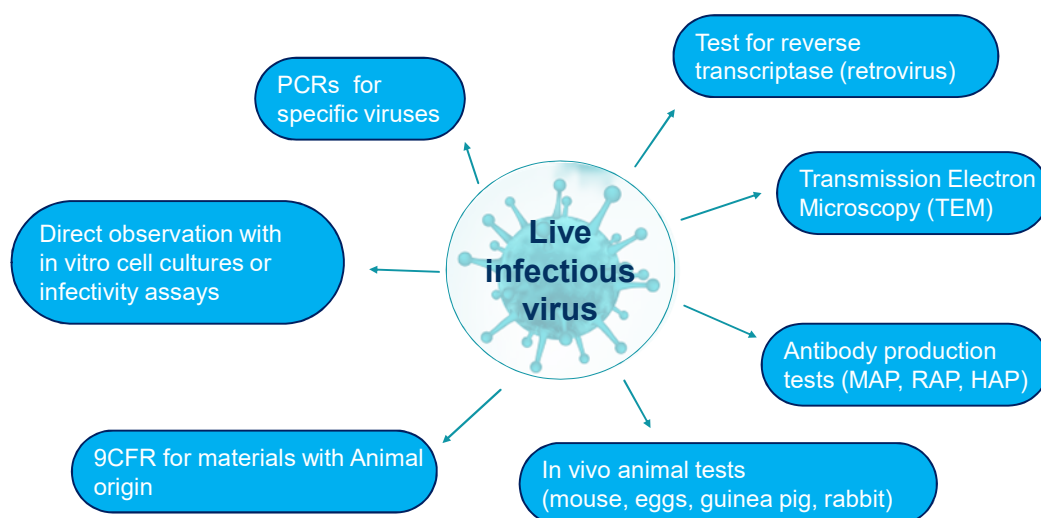 Test for reverse
transcriptase (retrovirus)
PCRs for
specific viruses
Transmission Electron
Microscopy (TEM)
Direct observation with
in vitro cell cultures or
infectivity assays
Live
infectious
virus
Antibody production
tests (MAP, RAP, HAP)
9CFR for materials with Animal
origin
In vivo animal tests
(mouse, eggs, guinea pig, rabbit)